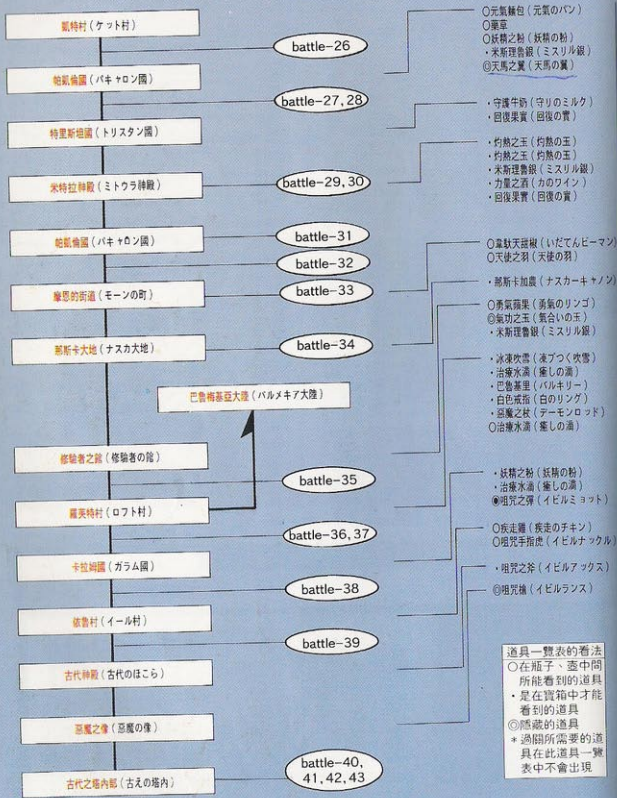 凱特村(ケット村)
battle-26
○元氣麵包(元氣のパン)
○藥草
○妖精之粉(妖精の粉)
・米斯理魯銀(ミスリル銀)
◎天馬之翼(天馬の翼)
帕凱倫國(パキャロン國)
battle-27, 28
・守護牛奶(守りのミルク)
・回復果實(回復の實)
特里斯坦國(トリスタン國)
・灼熱之玉(灼熱の玉)
・灼熱之玉(灼熱の玉)
・米斯理魯銀(ミスリル銀)
・力量之酒(力のワイン)
・回復果實(回復の實)
米特拉神殿(ミトウラ神殿)
battle-29, 30
帕凱倫國(パキャロン國)
battle-31
battle-32
○韋馱天甜椒(いだてんピーマン)
○天使之羽(天使の羽)
摩恩的街道(モーンの町)
battle-33
・那斯卡加農(ナスカーキャノン)
○勇氣蘋果(勇氣のリンゴ)
◎氣功之玉(気合いの玉)
・米斯理魯銀(ミスリル銀)
那斯卡大地(ナスカ大地)
battle-34
・冰凍吹雪(凍アつく吹雪)
・治療水滴(癒しの滴)
・巴魯基里(バルキリー)
・白色戒指(白のリング)
・惡魔之杖(デーモンロッド)
○治療水滴(癒しの滴)
巴魯梅基亞大陸(パルメキア大陸)
修驗者之館(修驗者の館)
battle-35
・妖精之粉(妖精の粉)
・治療水滴(癒しの滴)
◉咀咒之彈(イビルミョット)
羅芙特村(ロフト村)
battle-36, 37
○疾走雞(疾走のチキン)
○咀咒手指虎(イビルナックル)
卡拉姆國(ガラム國)
・咀咒之斧(イビルアックス)
battle-38
◎咀咒槍(イビルランス)
依魯村(イール村)
battle-39
古代神殿(古代のほこら)
惡魔之像(惡魔の像)
古代之塔內部(古えの塔内)
battle-40,
41, 42, 43
道具一覽表的看法
○在瓶子、壺中間
所能看到的道具
・是在寶箱中才能
看到的道具
◎隱藏的道具
*過關所需要的道
具在此道具一覽
表中不會出現